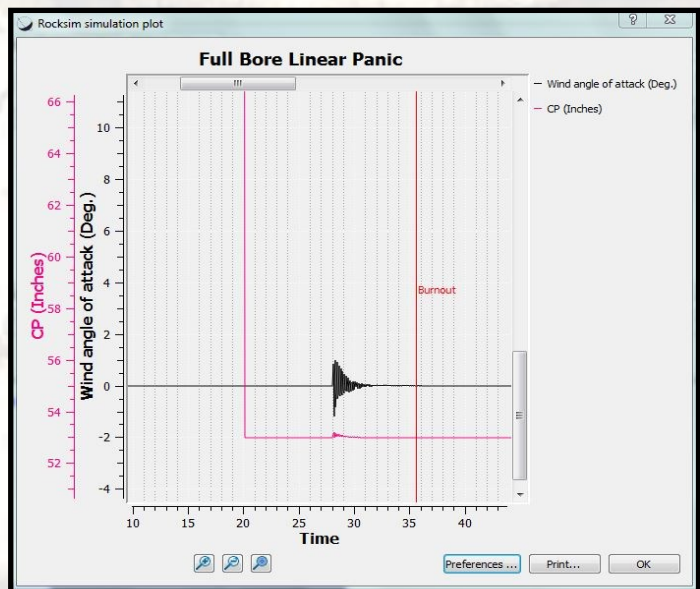 Rocksim simulation plot
Full Bore Linear Panic
Wind angle of attack (Deg.)
CP (Inches)
66
64
62
60
58
56
54
52
CP (Inches)
10
8
6
4
2
0
-2
-4
Wind angle of attack (Deg.)
Burnout
10 15 20 25 30 35 40
Time
Preferences ... Print... OK